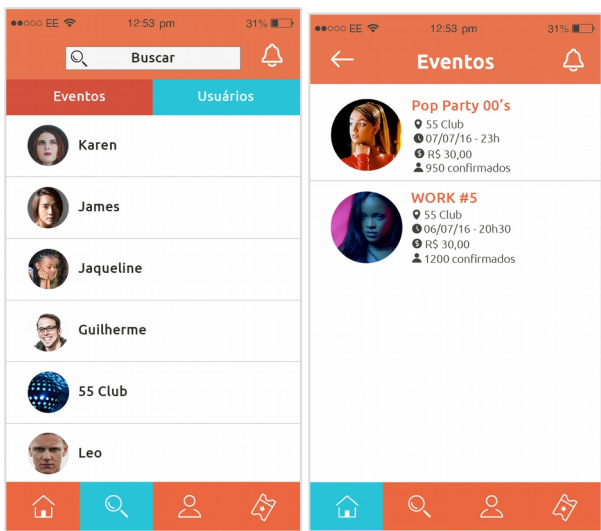 EE 12:53 pm 31%
Buscar
Eventos Usuários
Karen
James
Jaqueline
Guilherme
55 Club
Leo
EE 12:53 pm 31%
Eventos
Pop Party 00's
55 Club
07/07/16 - 23h
R$ 30,00
950 confirmados
WORK #5
55 Club
06/07/16 - 20h30
R$ 30,00
1200 confirmados